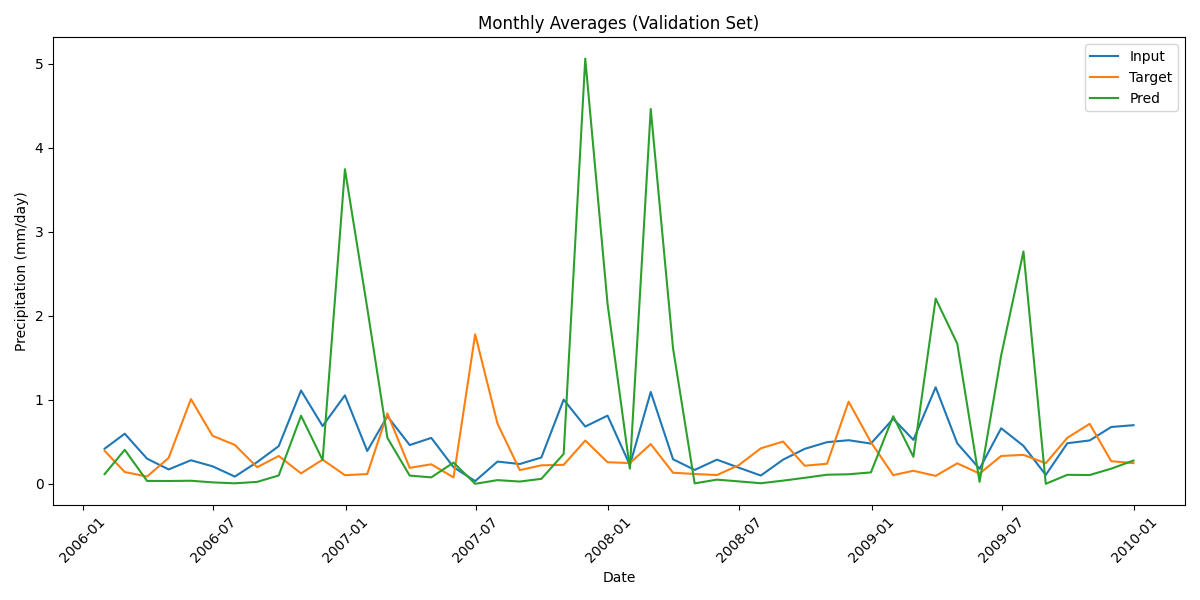 Monthly Averages (Validation Set)
Input
Target
Pred
Precipitation (mm/day)
5
4
3
2
1
0
2006-01
2006-07
2007-01
2007-07
2008-01
2008-07
2009-01
2009-07
2010-01
Date